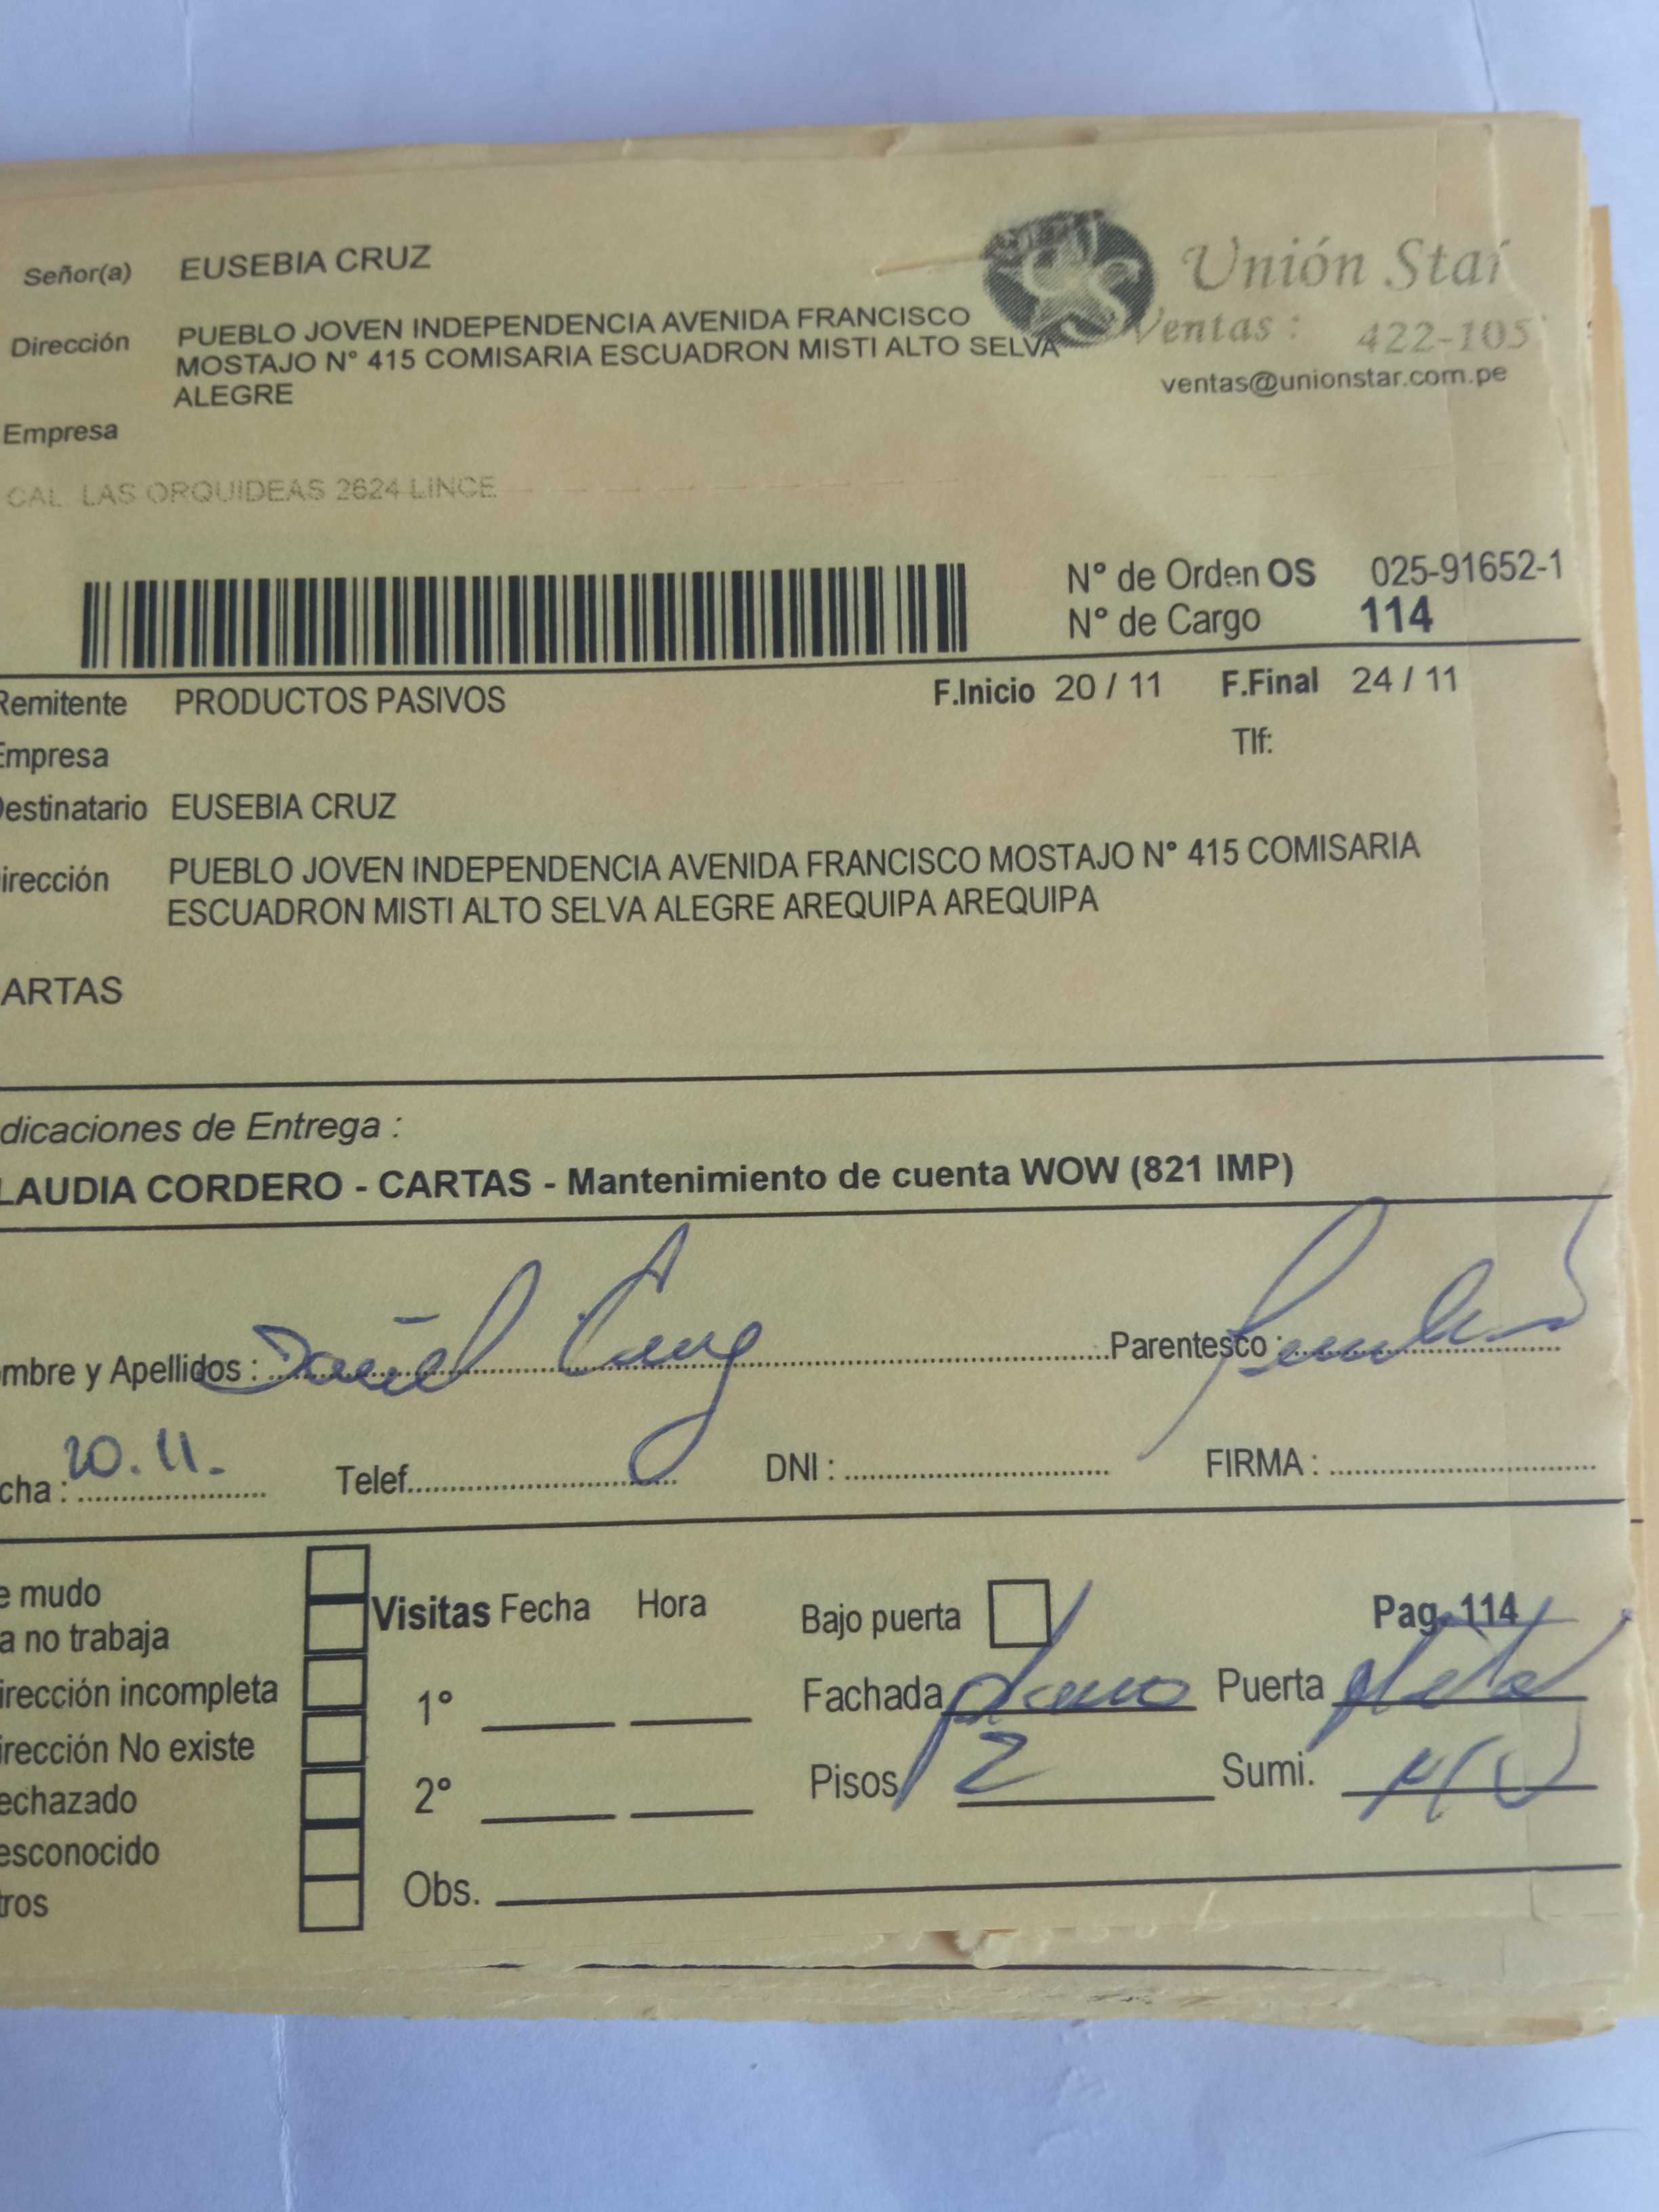 Señor(a) EUSEBIA CRUZ
Unión Star
Dirección PUEBLO JOVEN INDEPENDENCIA AVENIDA FRANCISCO
MOSTAJO N° 415 COMISARIA ESCUADRON MISTI ALTO SELVA
ALEGRE
Ventas : 422-105
ventas@unionstar.com.pe
Empresa
CAL LAS ORQUIDEAS 2624 LINCE
N° de Orden OS 025-91652-1
N° de Cargo 114
Remitente PRODUCTOS PASIVOS F.Inicio 20 / 11 F.Final 24 / 11
Empresa Tlf:
Destinatario EUSEBIA CRUZ
irección PUEBLO JOVEN INDEPENDENCIA AVENIDA FRANCISCO MOSTAJO N° 415 COMISARIA
ESCUADRON MISTI ALTO SELVA ALEGRE AREQUIPA AREQUIPA
ARTAS
dicaciones de Entrega :
LAUDIA CORDERO - CARTAS - Mantenimiento de cuenta WOW (821 IMP)
mbre y Apellidos : Daniel Cruz Parentesco :
cha : 20.11. Telef. DNI : FIRMA :
e mudo
a no trabaja
irección incompleta
irección No existe
echazado
esconocido
tros
Visitas Fecha Hora
1°
2°
Obs.
Bajo puerta Pag. 114
Fachada Puerta
Pisos 2 Sumi.